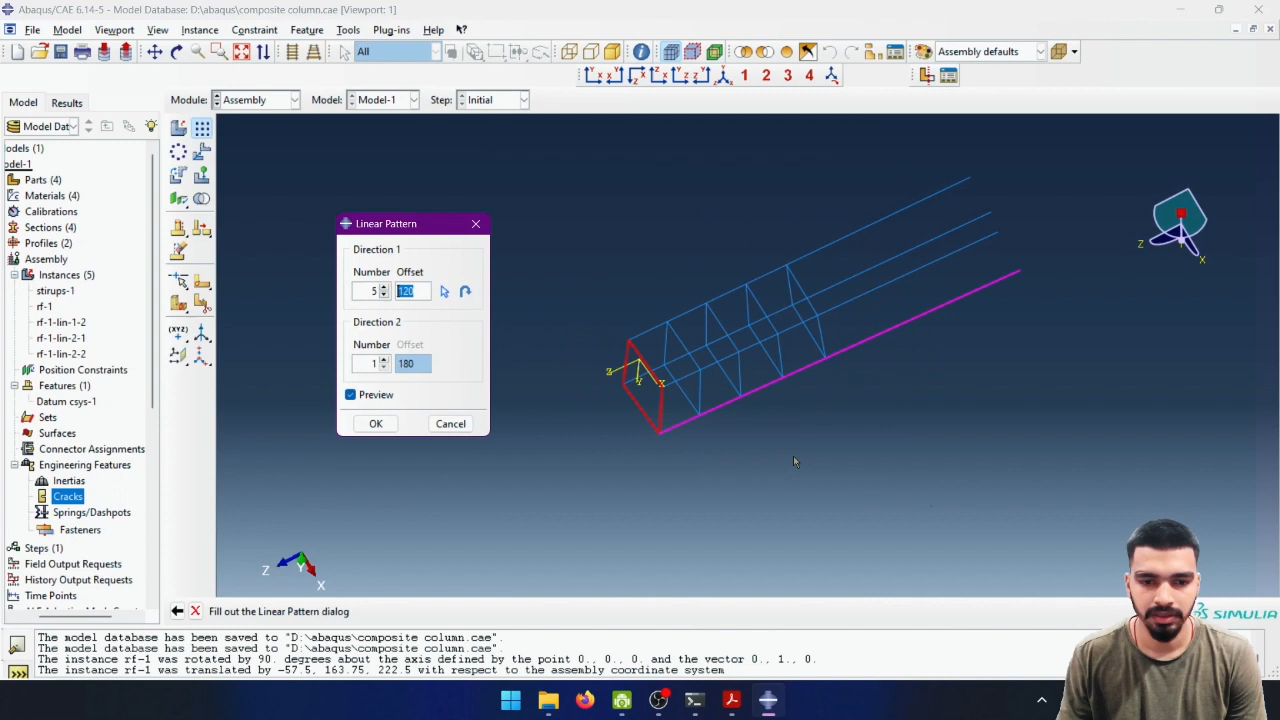 Abaqus/CAE 6.14-5 - Model Database: D:\abaqus\composite column.cae [Viewport: 1]
File Model Viewport View Instance Constraint Feature Tools Plug-ins Help
All
Assembly defaults
1 2 3 4
Model Results
Module: Assembly Model: Model-1 Step: Initial
Model Dat
odels (1)
odel-1
Parts (4)
Materials (4)
Calibrations
Sections (4)
Profiles (2)
Assembly
Instances (5)
stirups-1
rf-1
rf-1-lin-1-2
rf-1-lin-2-1
rf-1-lin-2-2
Position Constraints
Features (1)
Datum csys-1
Sets
Surfaces
Connector Assignments
Engineering Features
Inertias
Cracks
Springs/Dashpots
Fasteners
Steps (1)
Field Output Requests
History Output Requests
Time Points
Linear Pattern
Direction 1
Number Offset
5 120
Direction 2
Number Offset
1 180
Preview
OK Cancel
Z Y X
Z Y X
Z Y X
Fill out the Linear Pattern dialog
SIMULIA
The model database has been saved to "D:\abaqus\composite column.cae".
The model database has been saved to "D:\abaqus\composite column.cae".
The instance rf-1 was rotated by 90. degrees about the axis defined by the point 0., 0., 0. and the vector 0., 1., 0.
The instance rf-1 was translated by -57.5, 163.75, 222.5 with respect to the assembly coordinate system